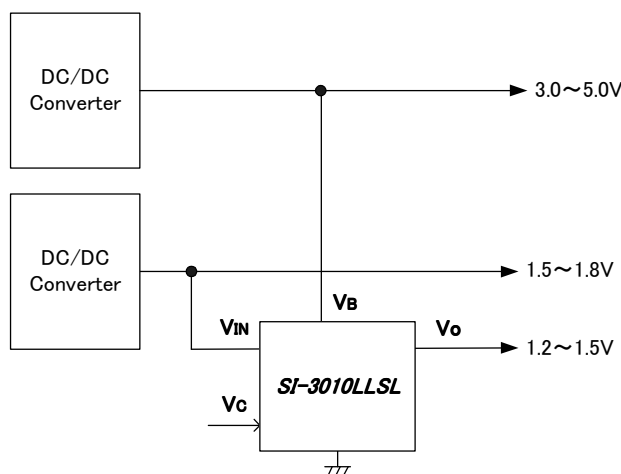 DC/DC
Converter
3.0～5.0V
DC/DC
Converter
1.5～1.8V
VB
VIN
Vo
1.2～1.5V
SI-3010LLSL
Vc